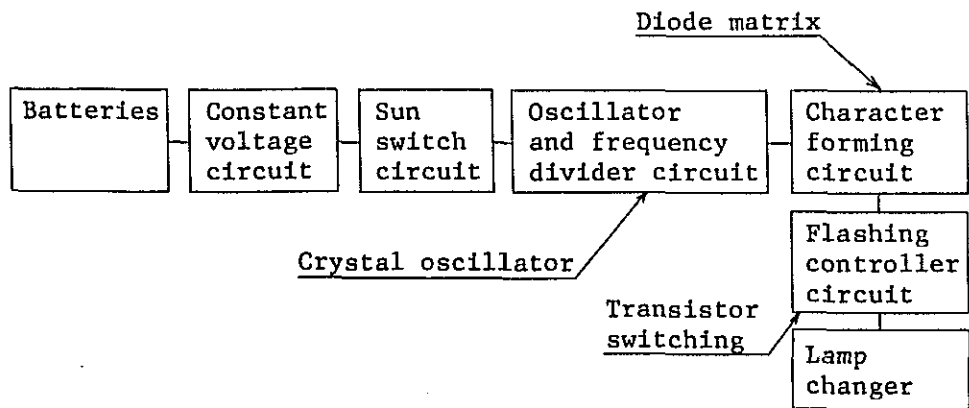 Diode matrix
Batteries
Constant
voltage
circuit
Sun
switch
circuit
Oscillator
and frequency
divider circuit
Character
forming
circuit
Crystal oscillator
Flashing
controller
circuit
Transistor
switching
Lamp
changer